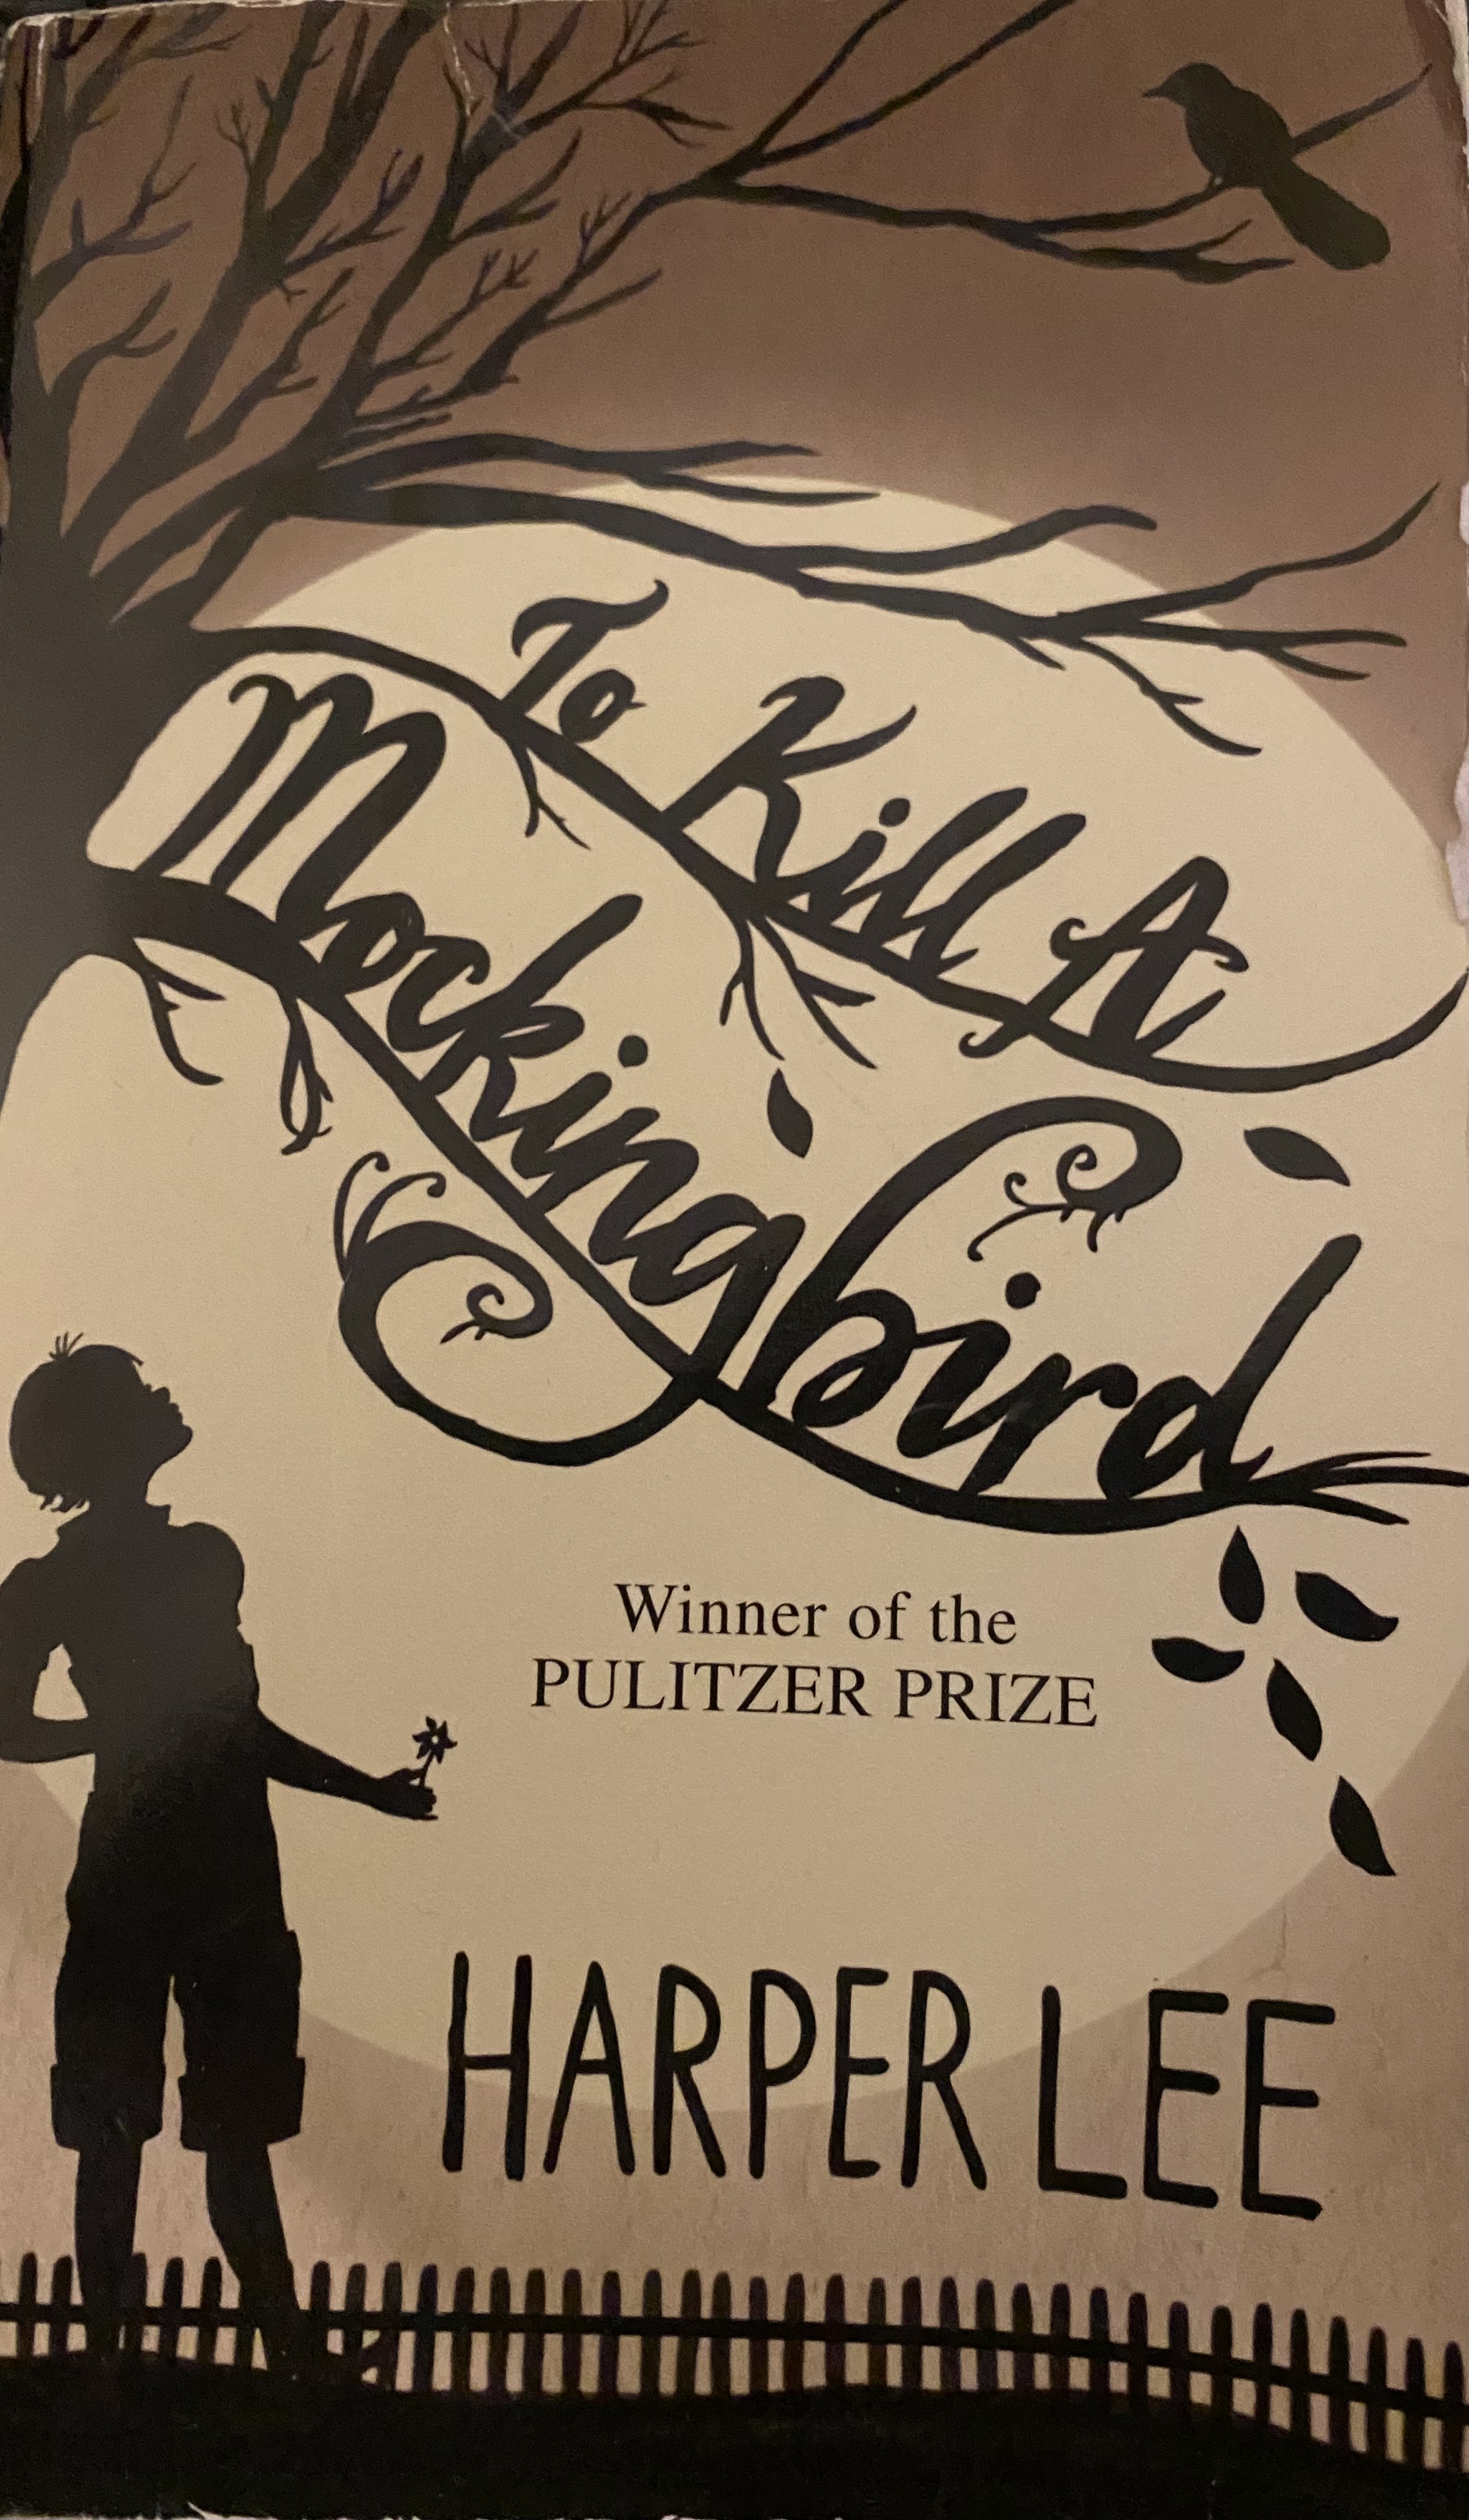 To Kill A
Mockingbird
Winner of the
PULITZER PRIZE
HARPER LEE